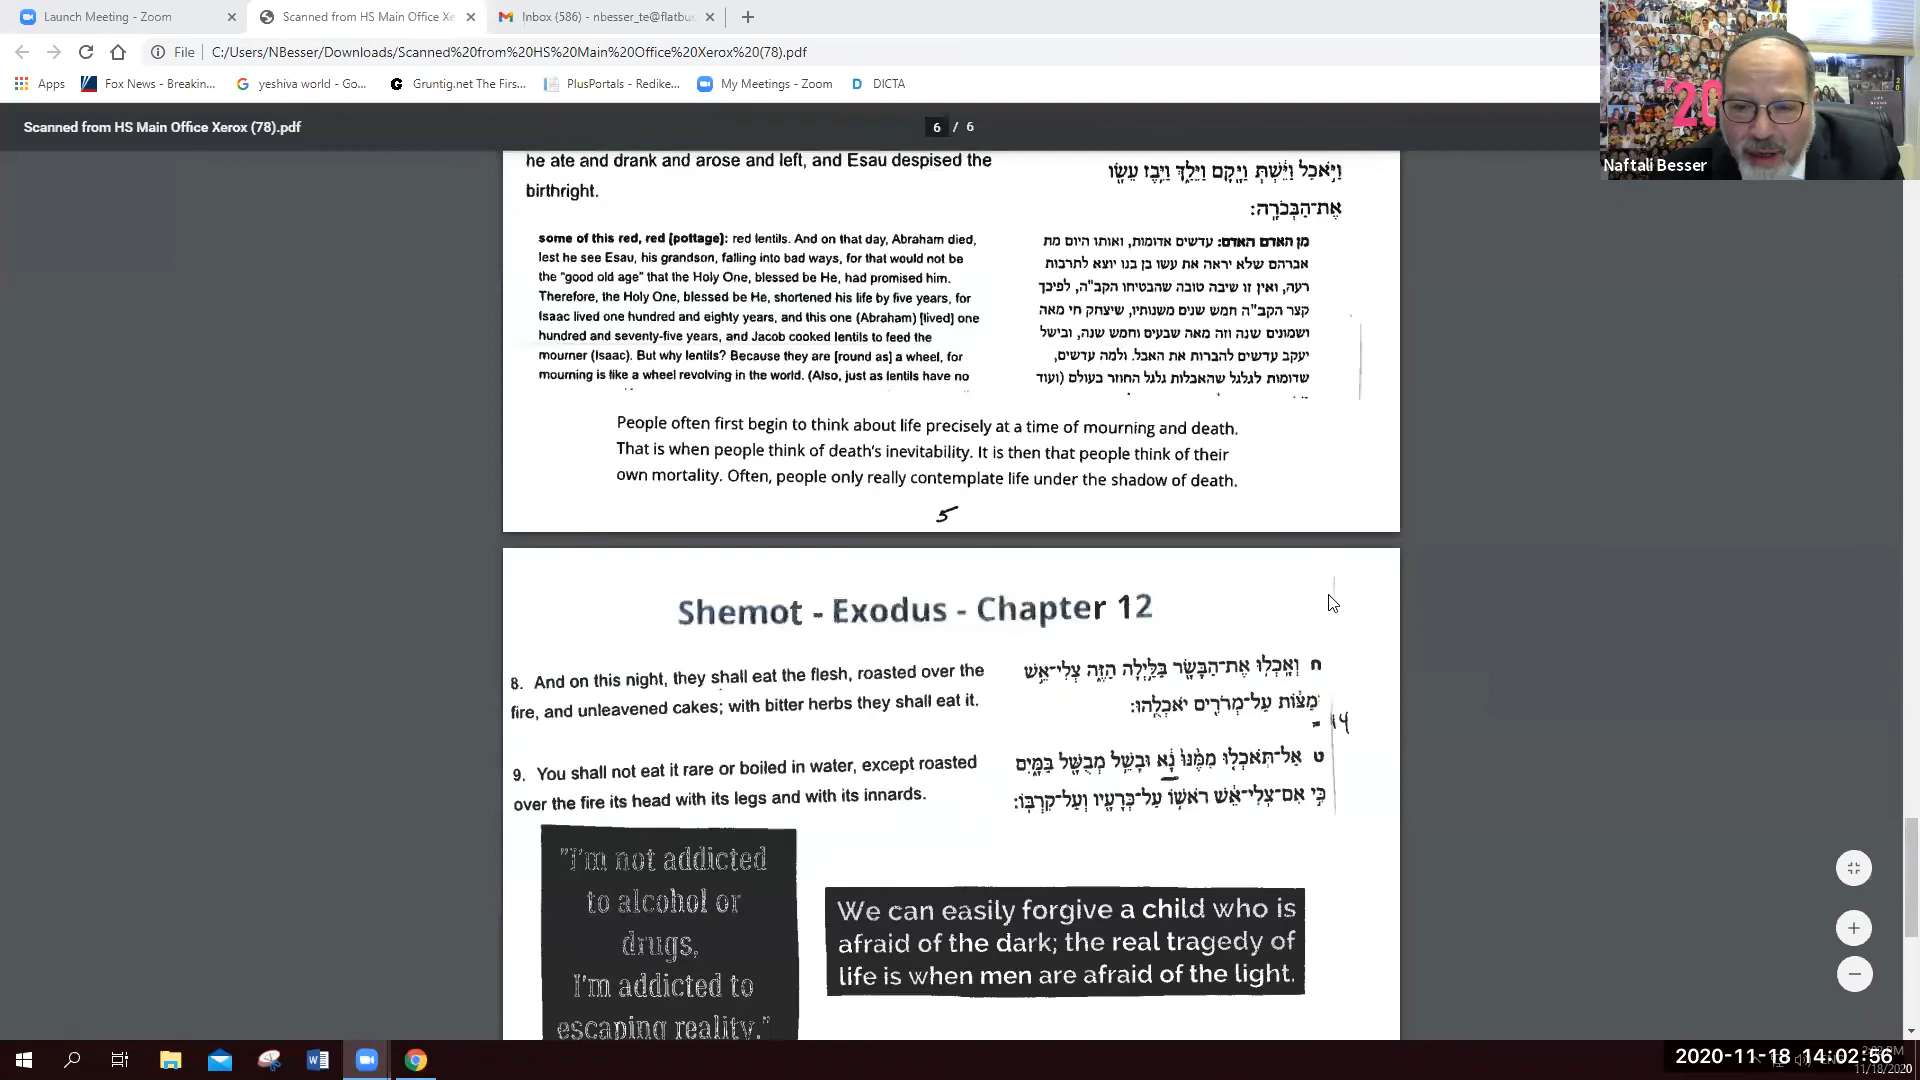 Launch Meeting - Zoom
Scanned from HS Main Office Xe
Inbox (586) - nbesser_te@flatbu
File
C:/Users/NBesser/Downloads/Scanned%20from%20HS%20Main%20Office%20Xerox%20(78).pdf
Apps
Fox News - Breakin...
yeshiva world - Go...
Gruntig.net The Firs...
PlusPortals - Redike...
My Meetings - Zoom
DICTA
Scanned from HS Main Office Xerox (78).pdf
6 / 6
'20
Naftali Besser
he ate and drank and arose and left, and Esau despised the
birthright.
וַיֹּאכַל וַיֵּשְׁתְּ וַיָּקָם וַיֵּלַךְ וַיִּבֶז עֵשָׂו
אֶת־הַבְּכֹרָה:
some of this red, red [pottage]: red lentils. And on that day, Abraham died,
lest he see Esau, his grandson, falling into bad ways, for that would not be
the "good old age" that the Holy One, blessed be He, had promised him.
Therefore, the Holy One, blessed be He, shortened his life by five years, for
Isaac lived one hundred and eighty years, and this one (Abraham) [lived] one
hundred and seventy-five years, and Jacob cooked lentils to feed the
mourner (Isaac). But why lentils? Because they are [round as] a wheel, for
mourning is like a wheel revolving in the world. (Also, just as lentils have no
מן האדם האדם: עדשים אדומות, ואותו היום מת
אברהם שלא יראה את עשו בן בנו יוצא לתרבות
רעה, ואין זו שיבה טובה שהבטיחו הקב"ה, לפיכך
קצר הקב"ה חמש שנים משנותיו, שיצחק חי מאה
ושמונים שנה וזה מאה שבעים וחמש שנה, ובישל
יעקב עדשים להברות את האבל. ולמה עדשים,
שדומות לגלגל שהאבלות גלגל החוזר בעולם (ועוד
People often first begin to think about life precisely at a time of mourning and death.
That is when people think of death's inevitability. It is then that people think of their
own mortality. Often, people only really contemplate life under the shadow of death.
5
Shemot - Exodus - Chapter 12
8. And on this night, they shall eat the flesh, roasted over the
fire, and unleavened cakes; with bitter herbs they shall eat it.
ח וְאָכְלוּ אֶת־הַבָּשָׂר בַּלַּיְלָה הַזֶּה צְלִי־אֵשׁ
מַצּוֹת עַל־מְרֹרִים יֹאכְלֻהוּ:
14
9. You shall not eat it rare or boiled in water, except roasted
over the fire its head with its legs and with its innards.
ט אַל־תֹּאכְלוּ מִמֶּנּוּ נָא וּבָשֵׁל מְבֻשָּׁל בַּמָּיִם
כִּי אִם־צְלִי־אֵשׁ רֹאשׁוֹ עַל־כְּרָעָיו וְעַל־קִרְבּוֹ:
"I'm not addicted
to alcohol or
drugs,
I'm addicted to
escaping reality."
We can easily forgive a child who is
afraid of the dark; the real tragedy of
life is when men are afraid of the light.
2020-11-18 14:02:56
11/18/2020